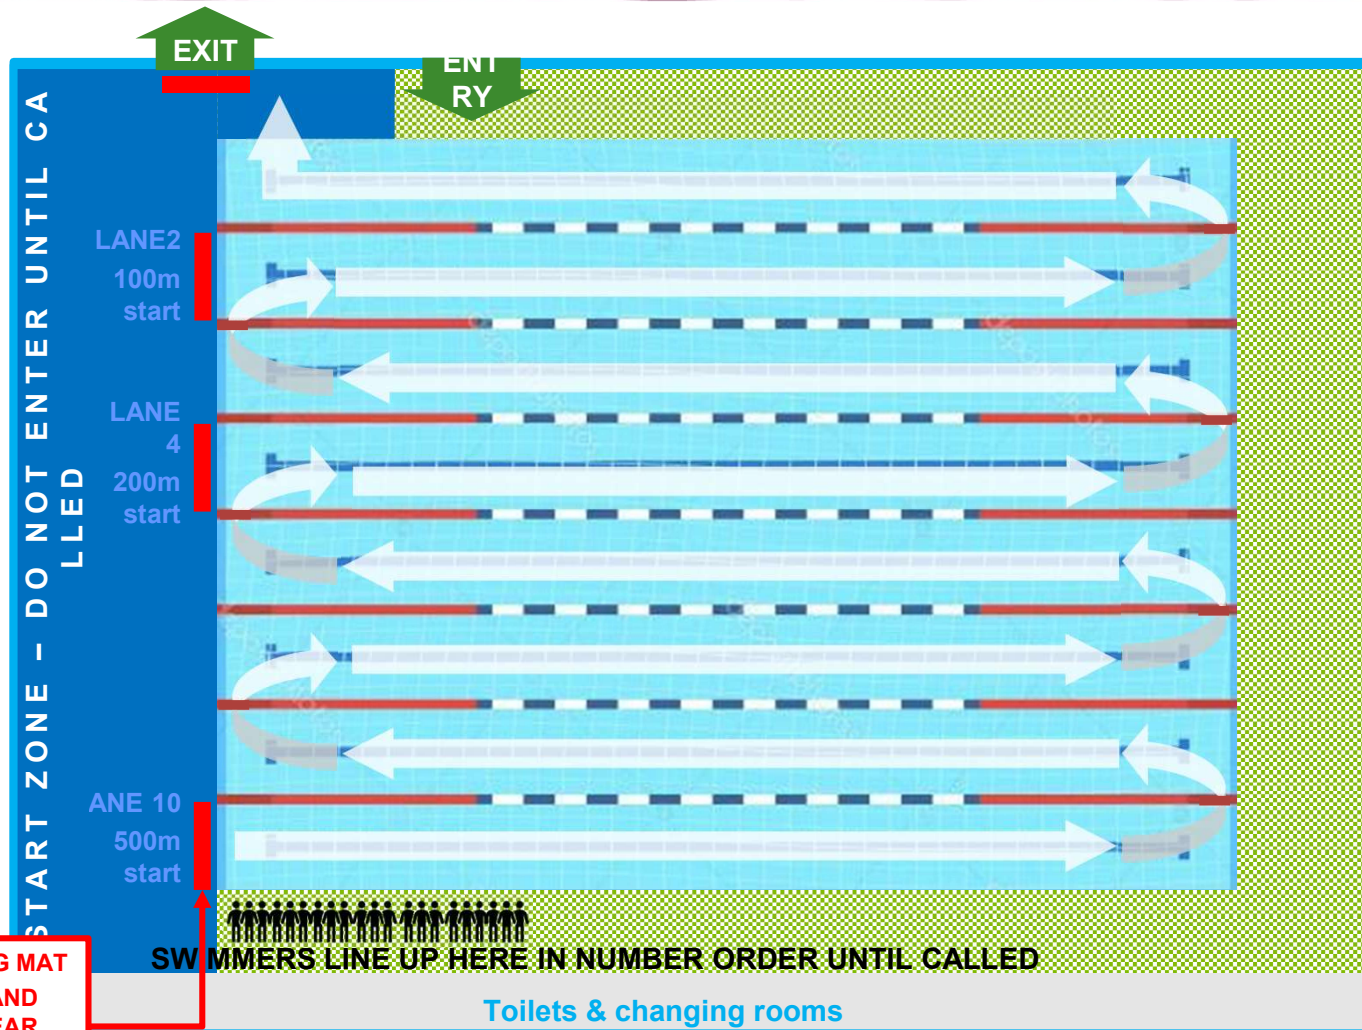 EXIT
ENT
RY
START ZONE – DO NOT ENTER UNTIL CA
LLED
LANE2
100m
start
LANE
4
200m
start
ANE 10
500m
start
SWIMMERS LINE UP HERE IN NUMBER ORDER UNTIL CALLED
G MAT
AND
EAR
Toilets & changing rooms